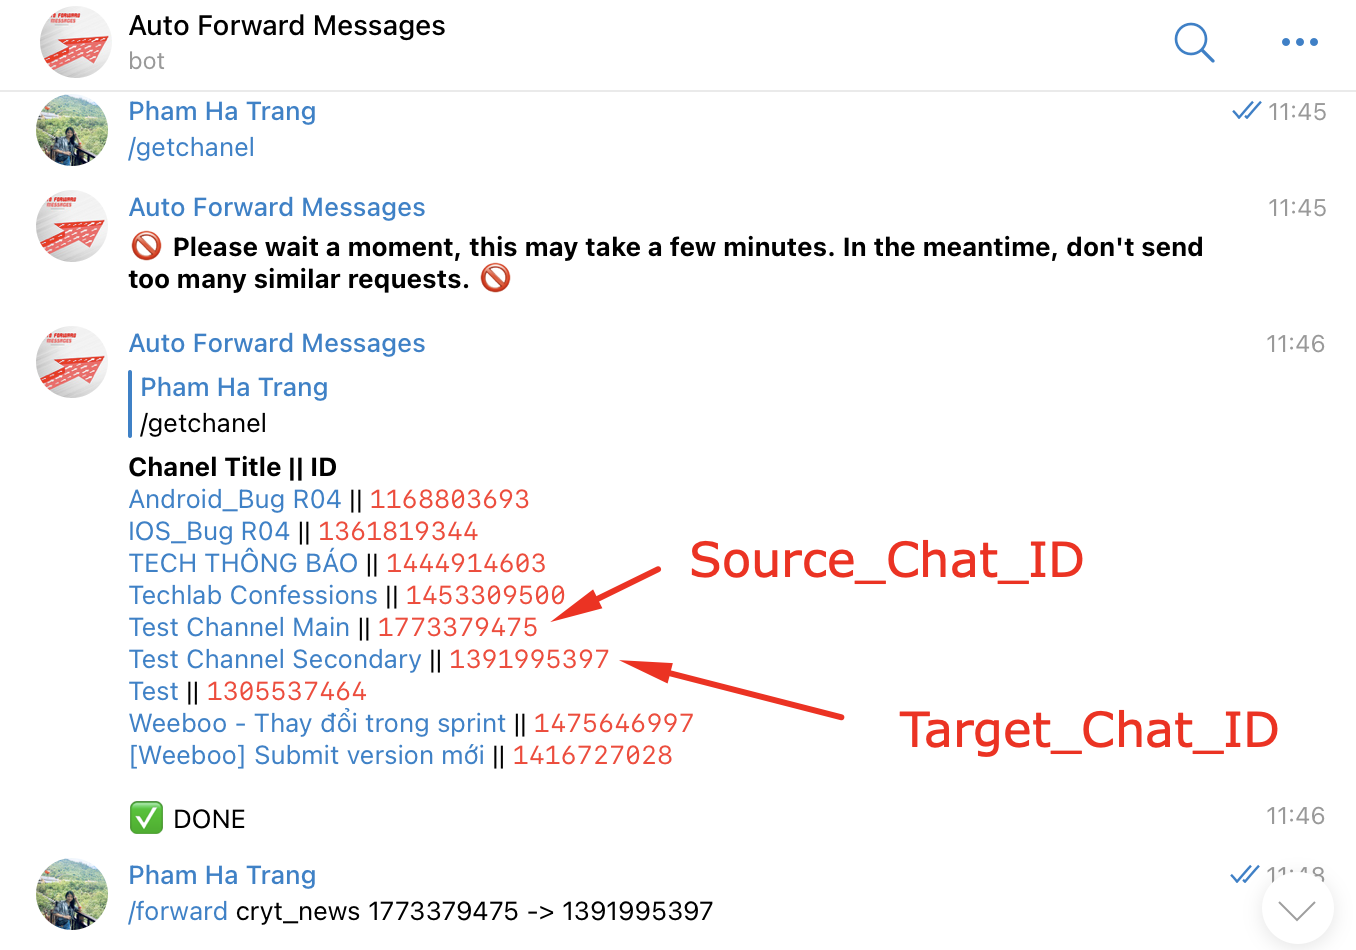 Auto Forward Messages
bot
Pham Ha Trang
11:45
/getchanel
Auto Forward Messages
11:45
🚫 Please wait a moment, this may take a few minutes. In the meantime, don't send
too many similar requests. 🚫
Auto Forward Messages
11:46
Pham Ha Trang
/getchanel
Chanel Title || ID
Android_Bug R04 || 1168803693
IOS_Bug R04 || 1361819344
TECH THÔNG BÁO || 1444914603
Techlab Confessions || 1453309500
Test Channel Main || 1773379475
Test Channel Secondary || 1391995397
Test || 1305537464
Weeboo - Thay đổi trong sprint || 1475646997
[Weeboo] Submit version mới || 1416727028
Source_Chat_ID
Target_Chat_ID
✅ DONE
11:46
Pham Ha Trang
11:48
/forward cryt_news 1773379475 -> 1391995397